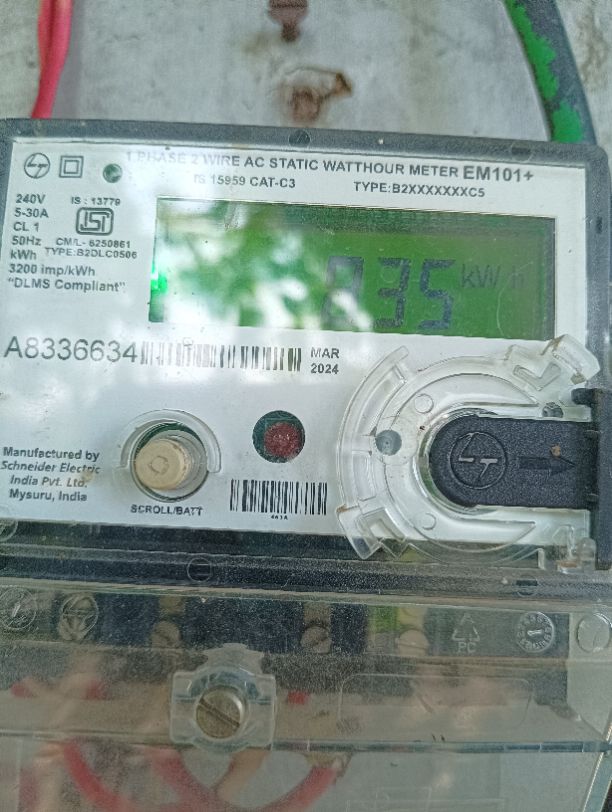 1 PHASE 2 WIRE AC STATIC WATTHOUR METER EM101+
IS 15959 CAT-C3 TYPE:B2XXXXXXXC5
240V IS : 13779
5-30A
CL 1
50Hz CM/L- 6250861
kWh TYPE:B2DLC0506
3200 imp/kWh
"DLMS Compliant"
ISI
835 kWh
A8336634
MAR
2024
Manufactured by
Schneider Electric
India Pvt. Ltd.
Mysuru, India
SCROLL/BATT
PC